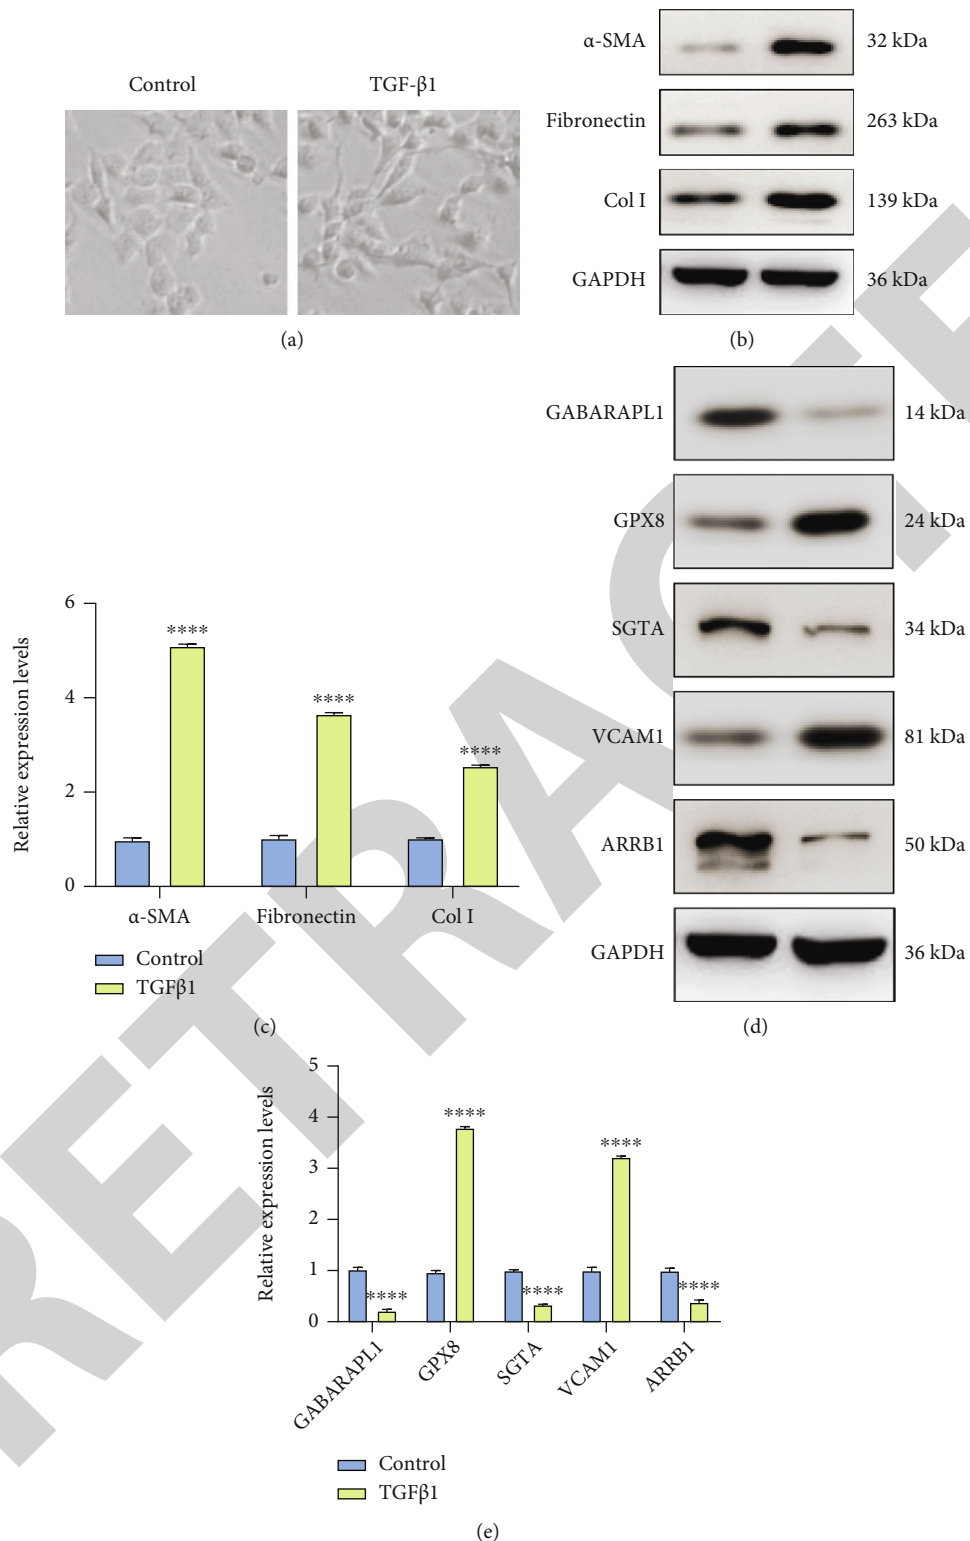 Control
TGF-β1
(a)
α-SMA
32 kDa
Fibronectin
263 kDa
Col I
139 kDa
GAPDH
36 kDa
(b)
Relative expression levels
6
4
2
0
****
****
****
α-SMA
Fibronectin
Col I
Control
TGFβ1
(c)
GABARAPL1
14 kDa
GPX8
24 kDa
SGTA
34 kDa
VCAM1
81 kDa
ARRB1
50 kDa
GAPDH
36 kDa
(d)
Relative expression levels
5
4
3
2
1
0
****
****
****
****
****
GABARAPL1
GPX8
SGTA
VCAM1
ARRB1
Control
TGFβ1
(e)
RETRACTE